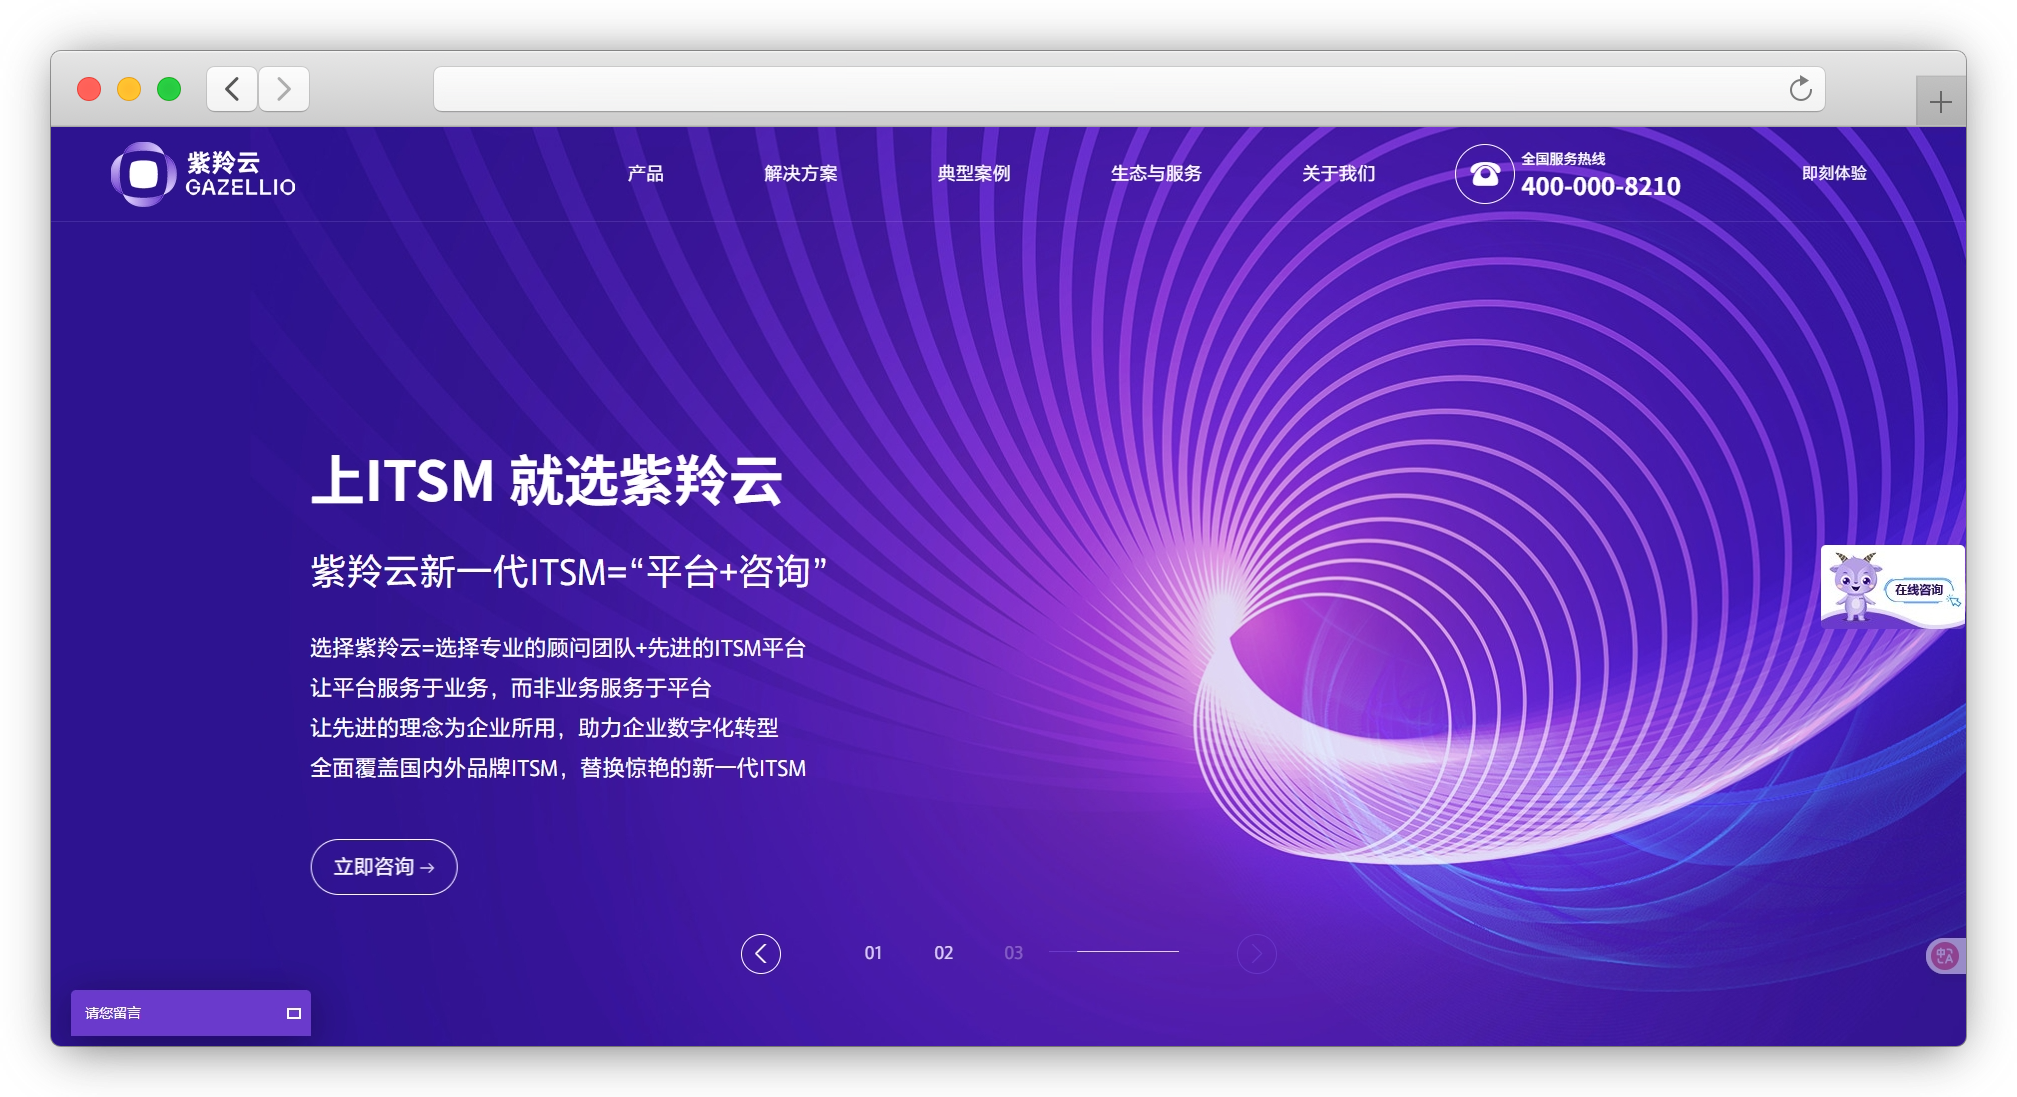 紫羚云
GAZELLIO
产品
解决方案
典型案例
生态与服务
关于我们
全国服务热线
400-000-8210
即刻体验
上ITSM 就选紫羚云
紫羚云新一代ITSM=“平台+咨询”
选择紫羚云=选择专业的顾问团队+先进的ITSM平台
让平台服务于业务，而非业务服务于平台
让先进的理念为企业所用，助力企业数字化转型
全面覆盖国内外品牌ITSM，替换惊艳的新一代ITSM
在线咨询
立即咨询→
01
02
03
中A
请您留言